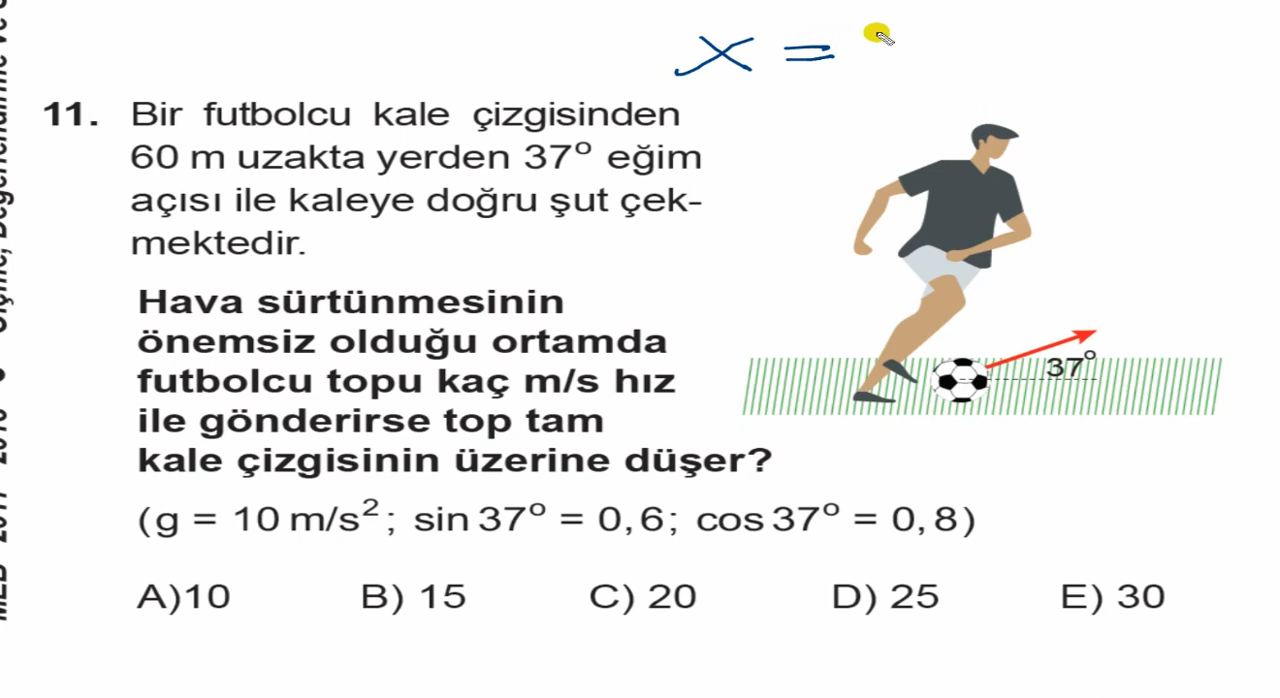 x =
11. Bir futbolcu kale çizgisinden
60 m uzakta yerden 37° eğim
açısı ile kaleye doğru şut çek-
mektedir.
Hava sürtünmesinin
önemsiz olduğu ortamda
futbolcu topu kaç m/s hız
ile gönderirse top tam
kale çizgisinin üzerine düşer?
37°
(g = 10 m/s²; sin 37° = 0,6; cos 37° = 0,8)
A)10 B) 15 C) 20 D) 25 E) 30